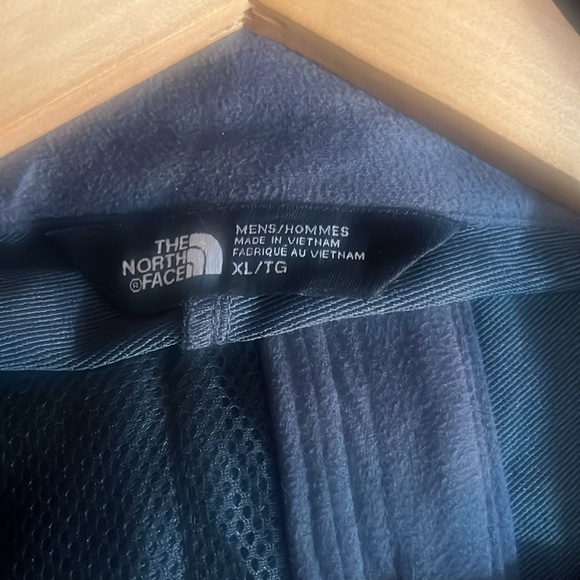 THE
NORTH
®FACE
MENS/HOMMES
MADE IN VIETNAM
FABRIQUÉ AU VIETNAM
XL/TG